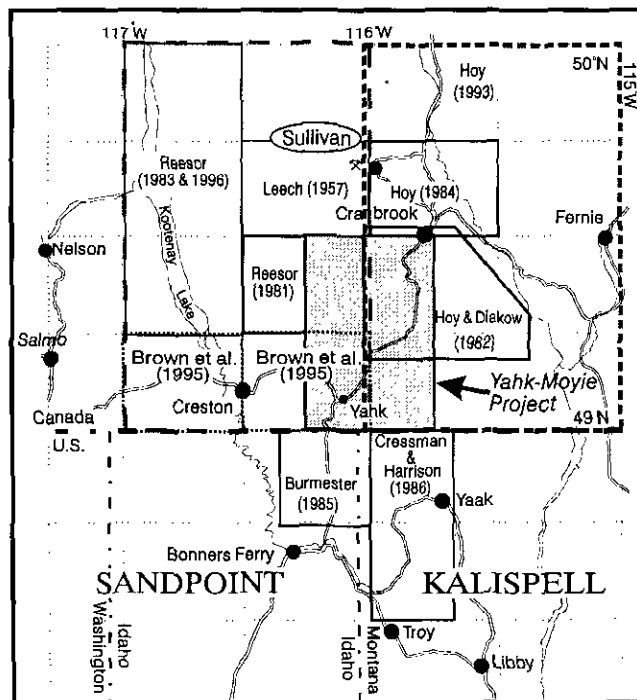 117°W
116°W
115°W
50°N
Hoy
(1993)
Sullivan
Reesor
(1983 & 1996)
Leech (1957)
Hoy (1984)
Cranbrook
Fernie
Nelson
Kootenay
Lake
Reesor
(1981)
Hoy & Diakow
(1982)
Salmo
Brown et al.
(1995)
Brown et al.
(1995)
Creston
Yahk
Yahk-Moyie
Project
Canada
U.S.
49 N
Cressman
&
Harrison
(1986)
Burmester
(1985)
Yaak
Bonners Ferry
SANDPOINT
KALISPELL
Washington
Idaho
Idaho
Montana
Troy
Libby